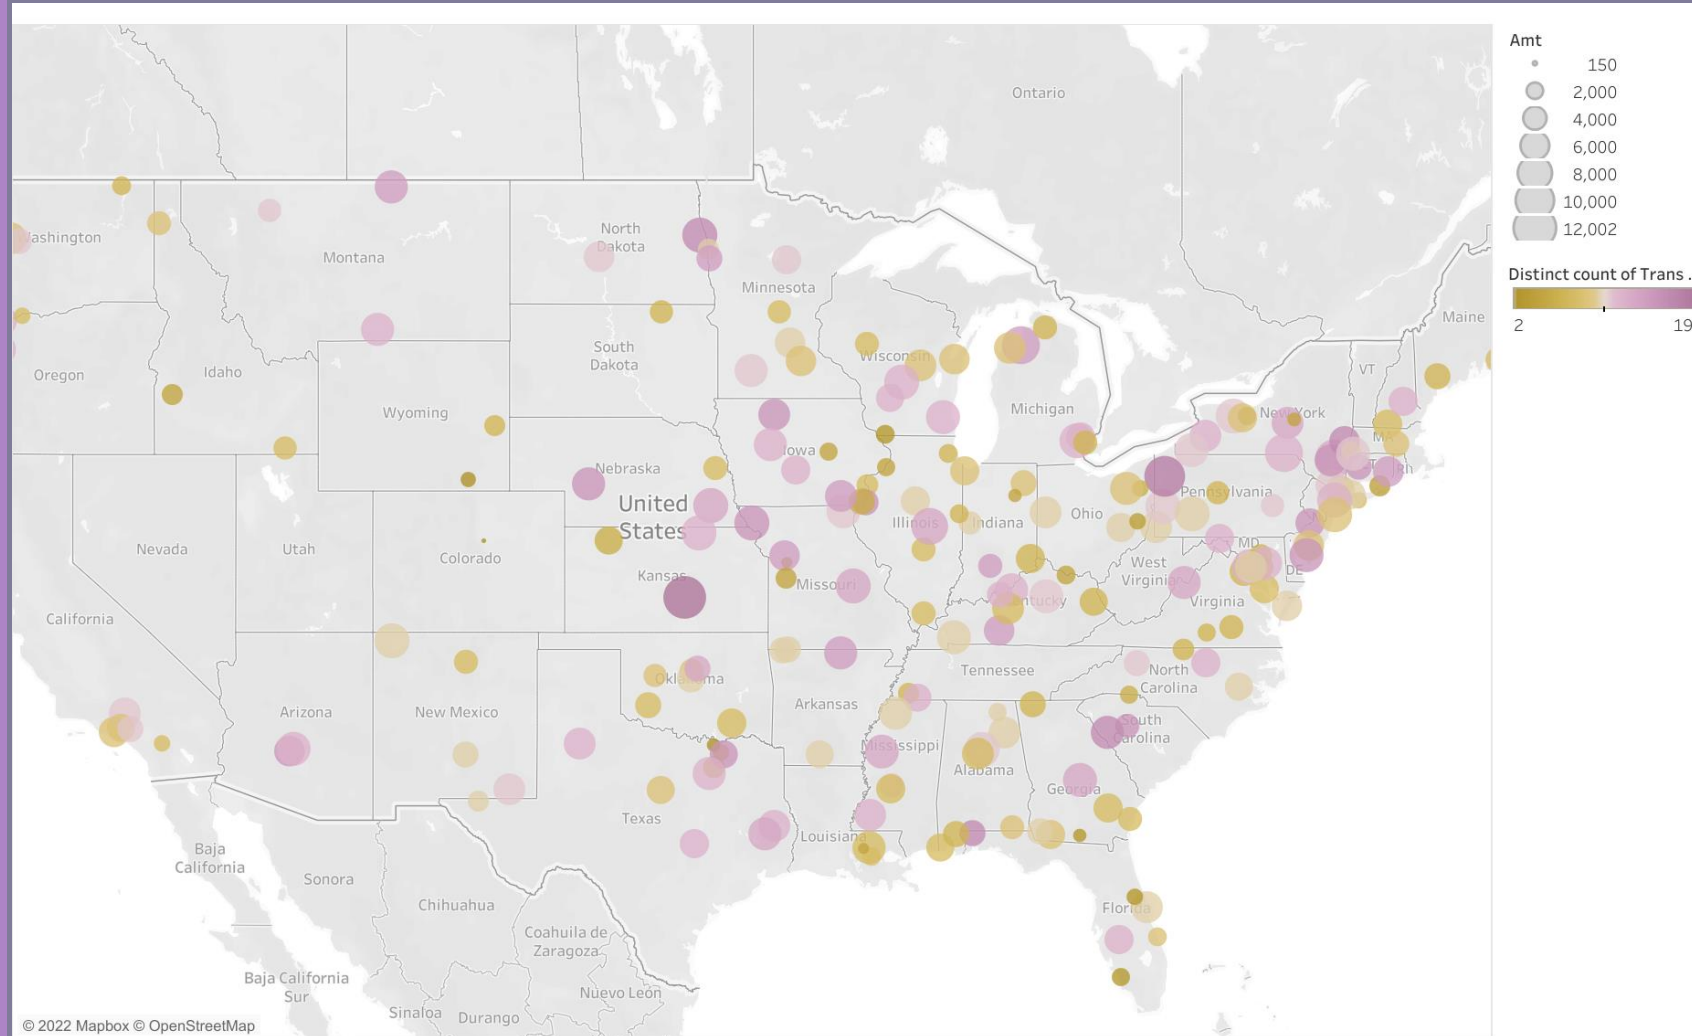 Ontario
Washington
Montana
North
Dakota
Minnesota
Maine
Oregon
Idaho
South
Dakota
Wisconsin
VT
Wyoming
Michigan
New York
MA
Nebraska
Iowa
Rh
United
States
Pennsylvania
Illinois
Indiana
Ohio
Nevada
Utah
Colorado
MD
DE
West
Virginia
Kansas
Missouri
Kentucky
Virginia
California
Tennessee
North
Carolina
Oklahoma
Arizona
New Mexico
Arkansas
South
Carolina
Mississippi
Alabama
Georgia
Texas
Louisiana
Baja
California
Sonora
Chihuahua
Florida
Coahuila de
Zaragoza
Baja California
Sur
Nuevo León
Sinaloa
Durango
© 2022 Mapbox © OpenStreetMap
Amt
150
2,000
4,000
6,000
8,000
10,000
12,002
Distinct count of Trans .
2 19